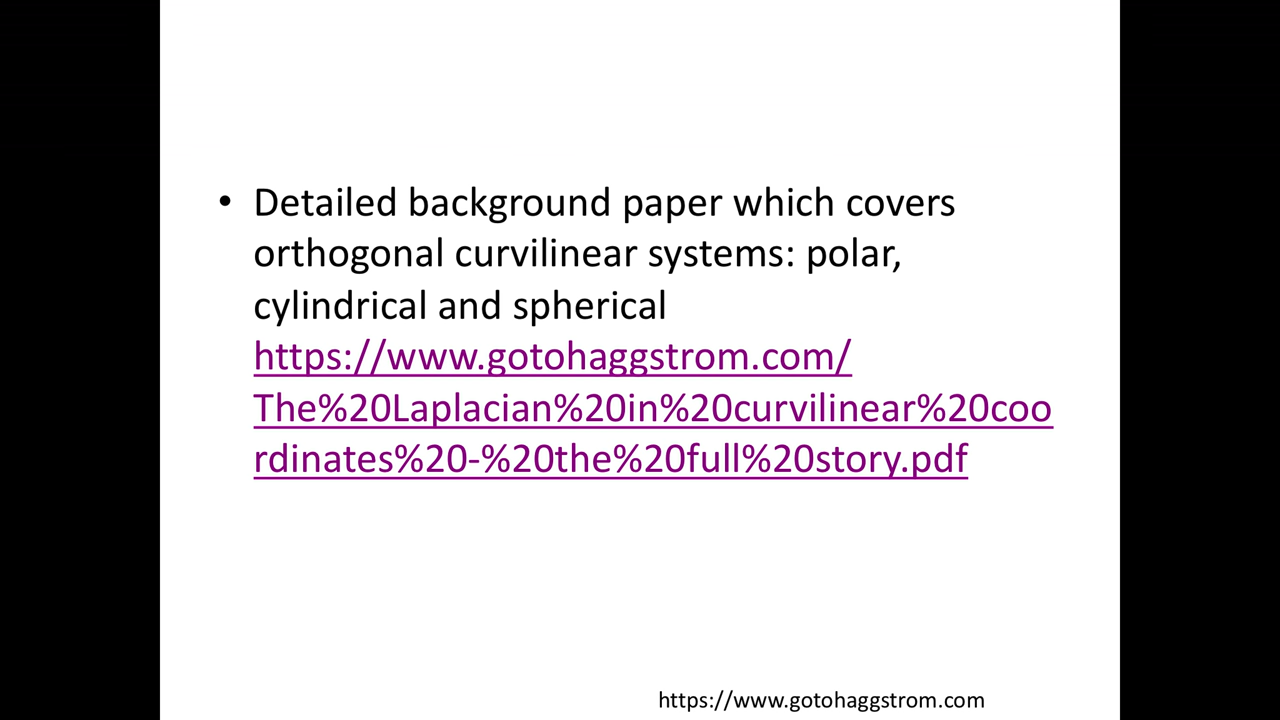 • Detailed background paper which covers
orthogonal curvilinear systems: polar,
cylindrical and spherical
https://www.gotohaggstrom.com/
The%20Laplacian%20in%20curvilinear%20coo
rdinates%20-%20the%20full%20story.pdf
https://www.gotohaggstrom.com